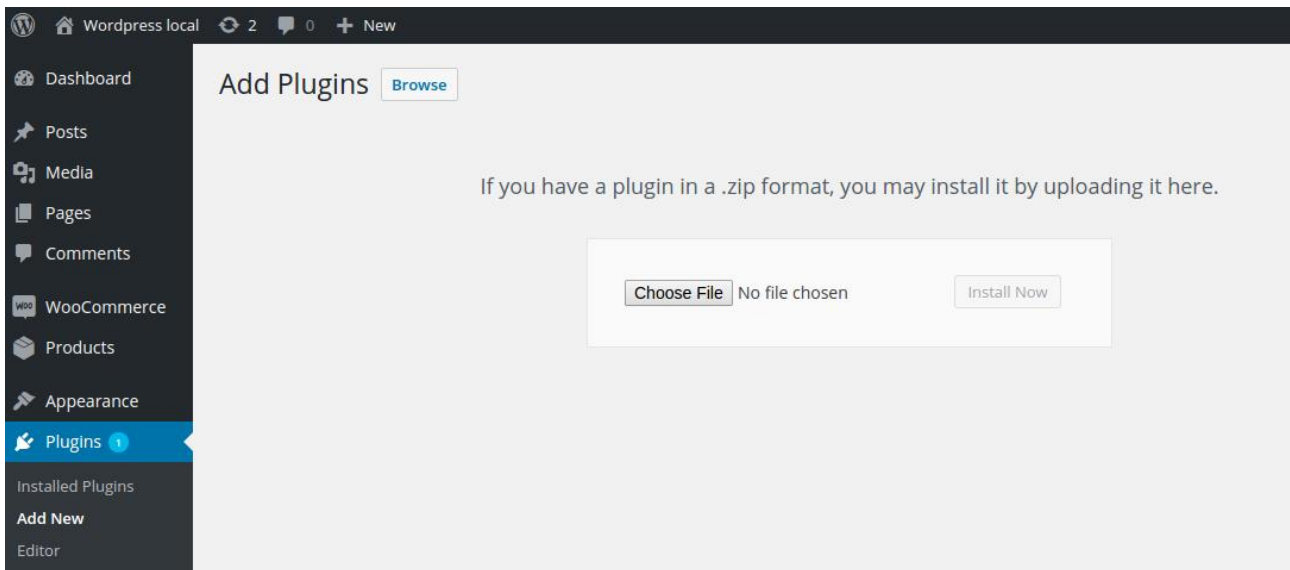 Wordpress local 2 0 New
Dashboard
Posts
Media
Pages
Comments
WOO WooCommerce
Products
Appearance
Plugins 1
Installed Plugins
Add New
Editor
Add Plugins Browse
If you have a plugin in a .zip format, you may install it by uploading it here.
Choose File No file chosen Install Now